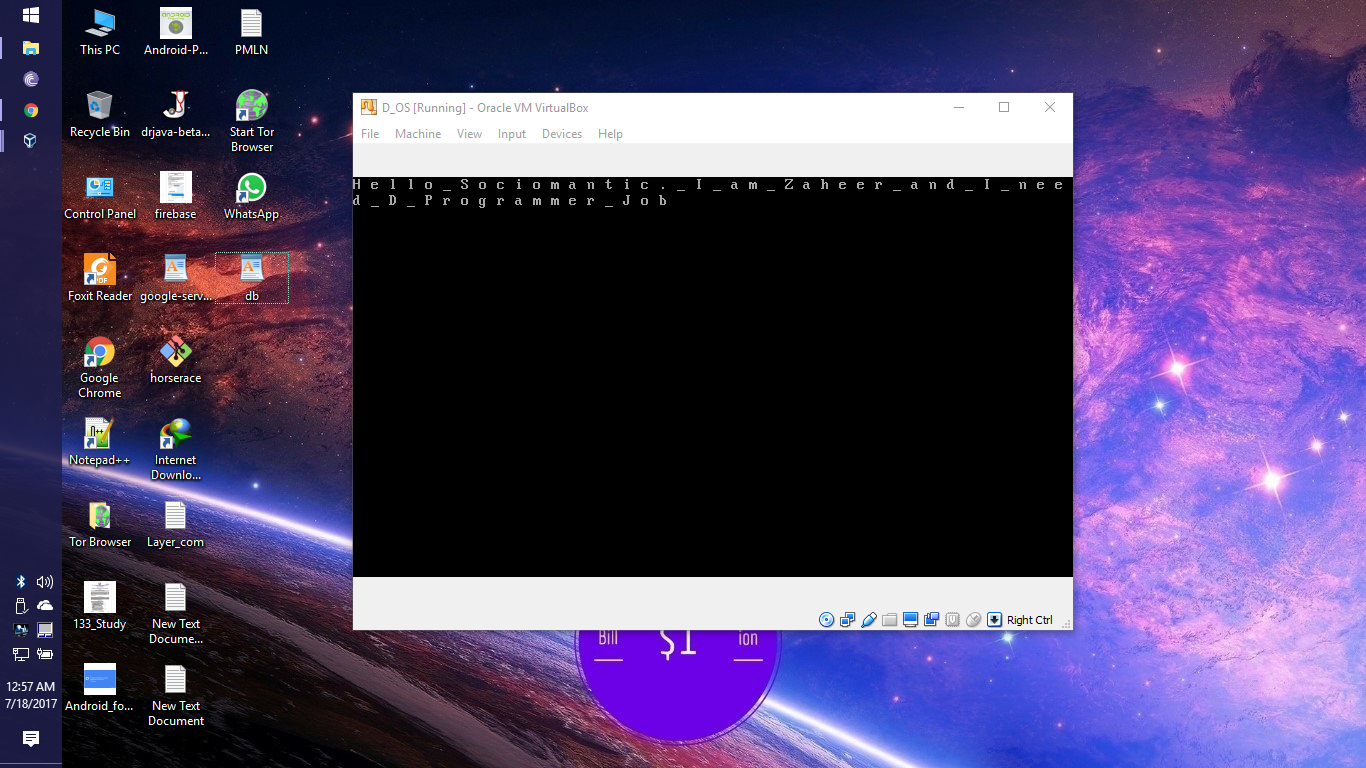 This PC
Android-P...
PMLN
Recycle Bin
drjava-beta...
Start Tor
Browser
Control Panel
firebase
WhatsApp
Foxit Reader
google-serv...
db
Google
Chrome
horserace
Notepad++
Internet
Downlo...
Tor Browser
Layer_com
133_Study
New Text
Docume...
Android_fo...
New Text
Document
12:57 AM
7/18/2017
D_OS [Running] - Oracle VM VirtualBox
File Machine View Input Devices Help
H e l l o _ S o c i o m a n t i c . _ I _ a m _ Z a h e e r _ a n d _ I _ n e e
d _ D _ P r o g r a m m e r _ J o b
Right Ctrl
Bill $1 ion